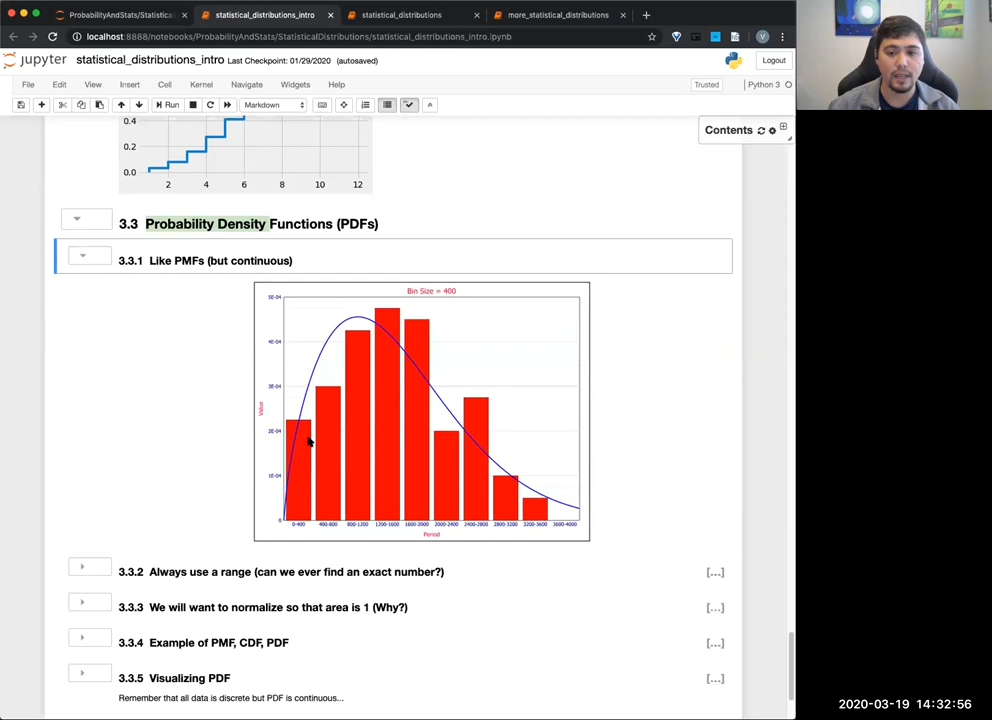 ProbabilityAndStats/Statistical
statistical_distributions_intro
statistical_distributions
more_statistical_distributions
localhost:8888/notebooks/ProbabilityAndStats/StatisticalDistributions/statistical_distributions_intro.ipynb
jupyter statistical_distributions_intro Last Checkpoint: 01/29/2020 (autosaved)
Logout
File Edit View Insert Cell Kernel Navigate Widgets Help
Trusted
Python 3
Run
Markdown
Contents
0.4
0.2
0.0
2 4 6 8 10 12
3.3 Probability Density Functions (PDFs)
3.3.1 Like PMFs (but continuous)
Bin Size = 400
5E-04
4E-04
3E-04
Value
2E-04
1E-04
0
0-400 400-800 800-1200 1200-1600 1600-2000 2000-2400 2400-2800 2800-3200 3200-3600 3600-4000
Period
3.3.2 Always use a range (can we ever find an exact number?)
[...]
3.3.3 We will want to normalize so that area is 1 (Why?)
[...]
3.3.4 Example of PMF, CDF, PDF
[...]
3.3.5 Visualizing PDF
[...]
Remember that all data is discrete but PDF is continuous...
2020-03-19 14:32:56